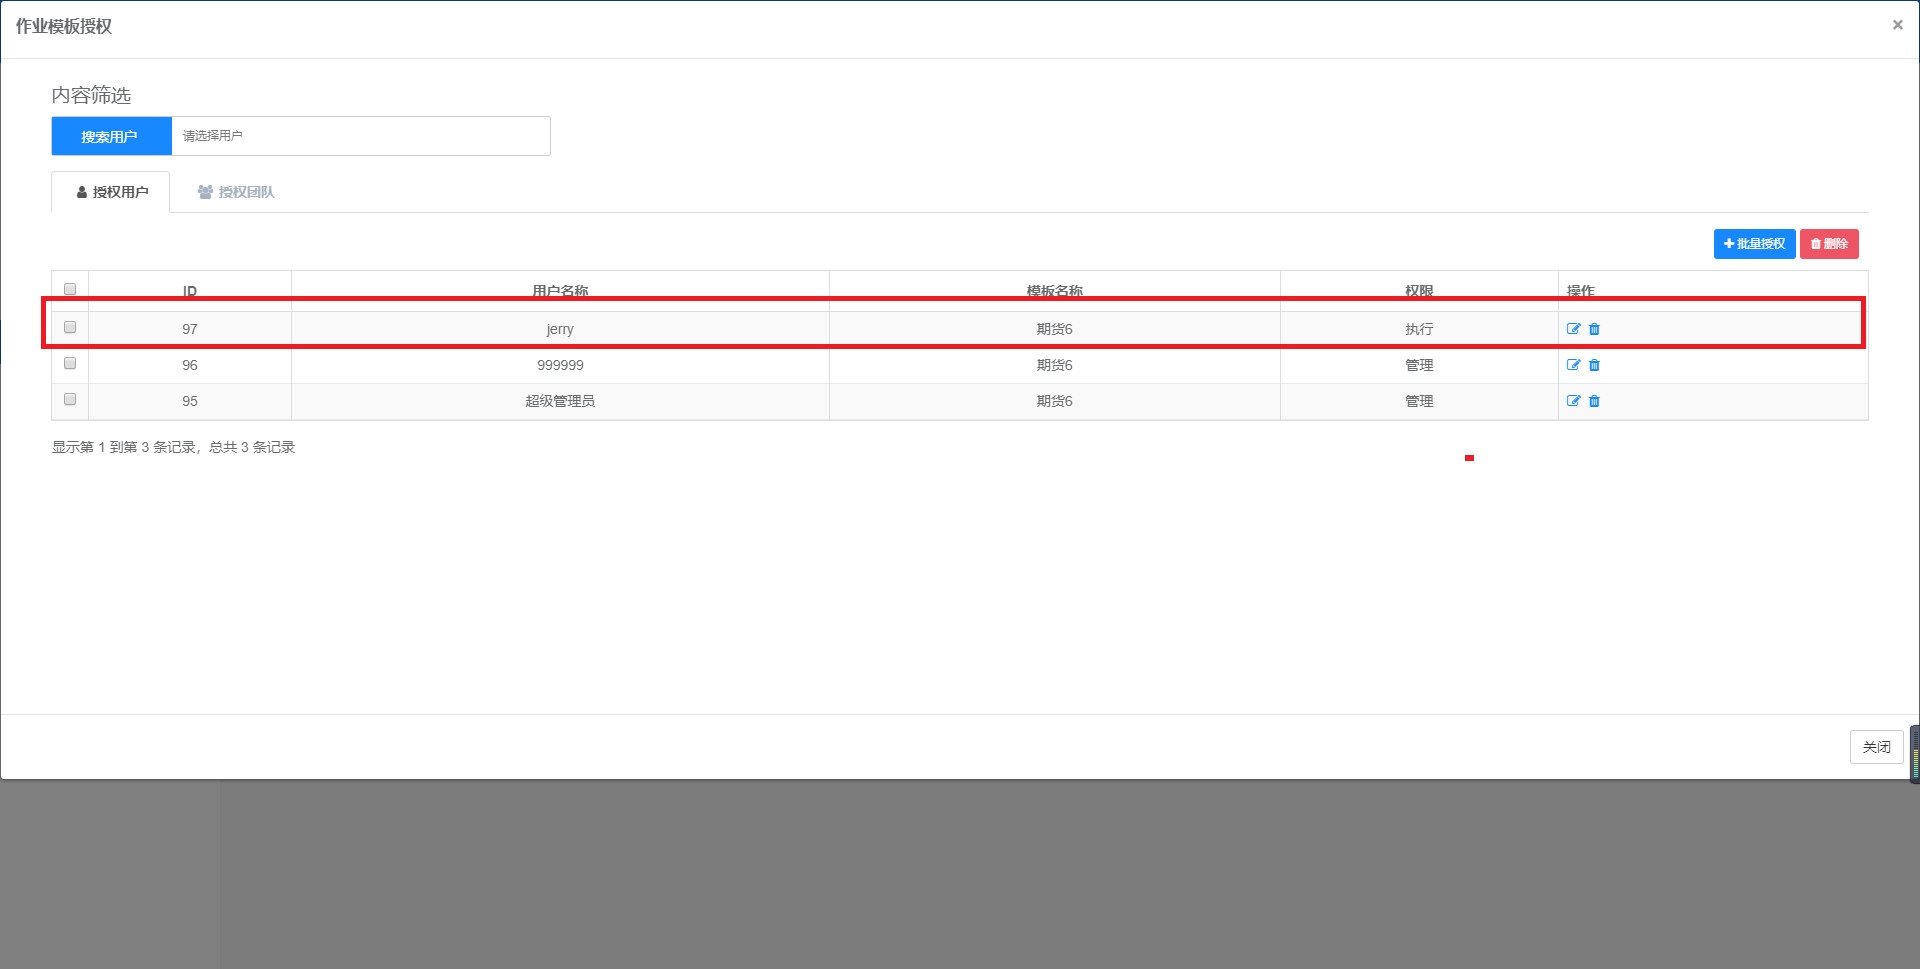 作业模板授权 ×
内容筛选
搜索用户 请选择用户
授权用户 授权团队
批量授权 删除
ID 用户名称 模板名称 权限 操作
97 jerry 期货6 执行
96 999999 期货6 管理
95 超级管理员 期货6 管理
显示第 1 到第 3 条记录，总共 3 条记录
关闭